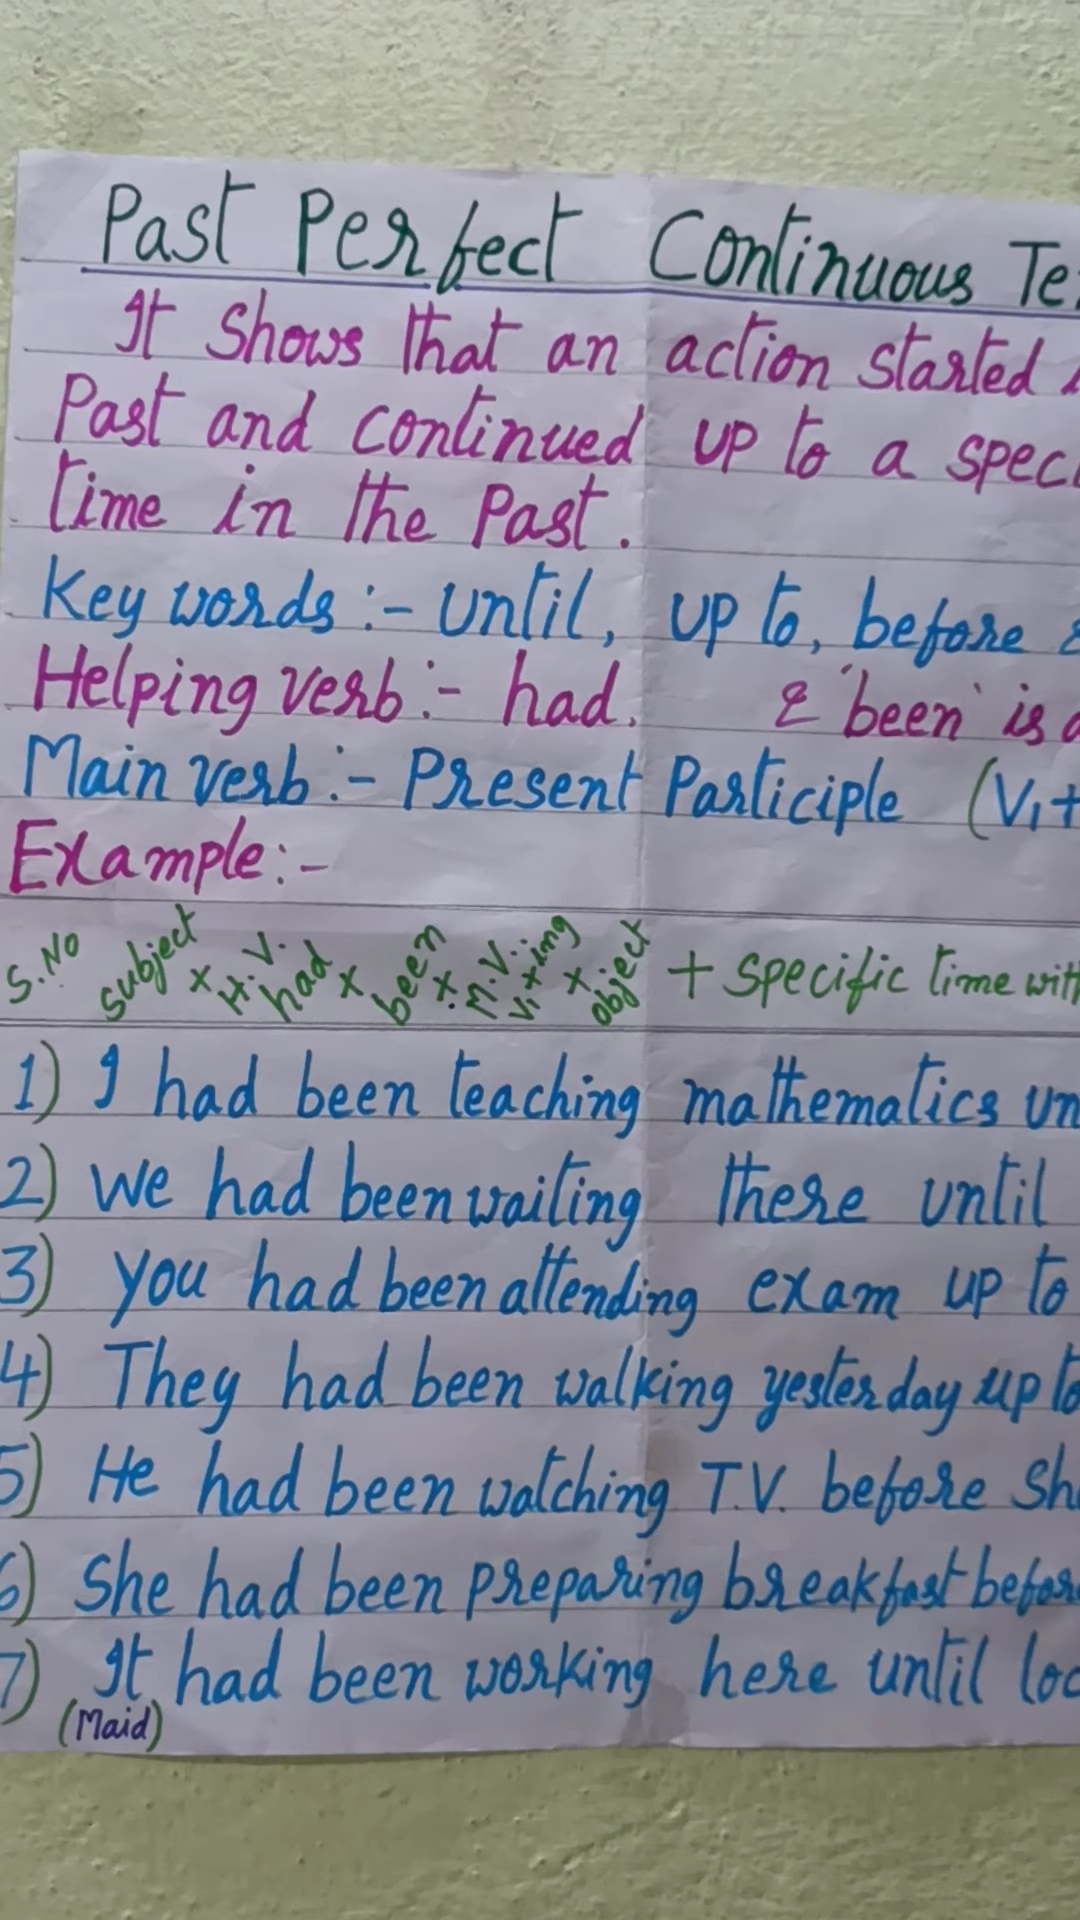 Past Perfect Continuous Te
It Shows that an action started
Past and continued up to a spec
time in the Past.
Key words :- until, up to, before &
Helping verb :- had. & 'been' is a
Main verb :- Present Participle (V1+
Example :-
S.No Subject x H.V. had x been x M.V. V1+ing x object + specific time with
1) I had been teaching mathematics un
2) We had been waiting there until
3) You had been attending exam up to
4) They had been walking yesterday up to
5) He had been watching T.V. before Sh
6) She had been preparing breakfast befor
7) It had been working here until loc
(Maid)